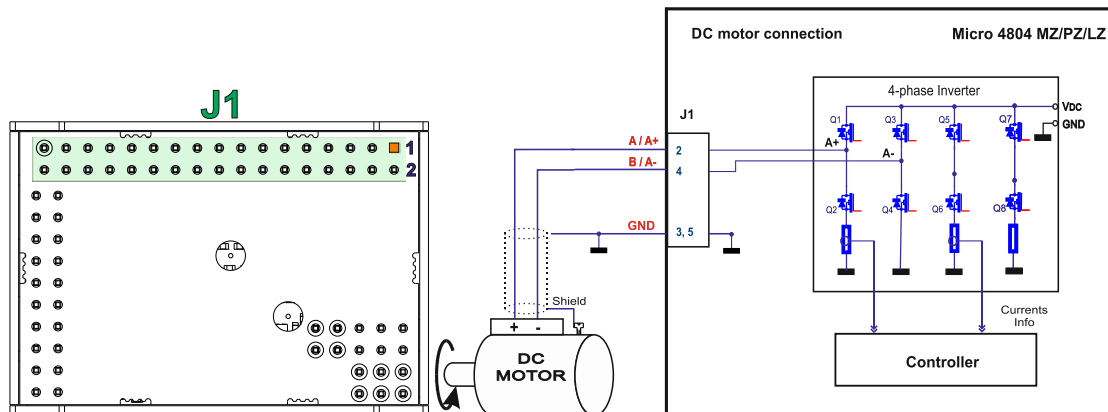 J1
1
2
DC motor connection
Micro 4804 MZ/PZ/LZ
4-phase Inverter
VDC
GND
J1
Q1
Q3
Q5
Q7
A / A+
2
A+
A-
B / A-
4
Q2
Q4
Q6
Q8
GND
3, 5
Shield
Currents
Info
+ -
DC
MOTOR
Controller